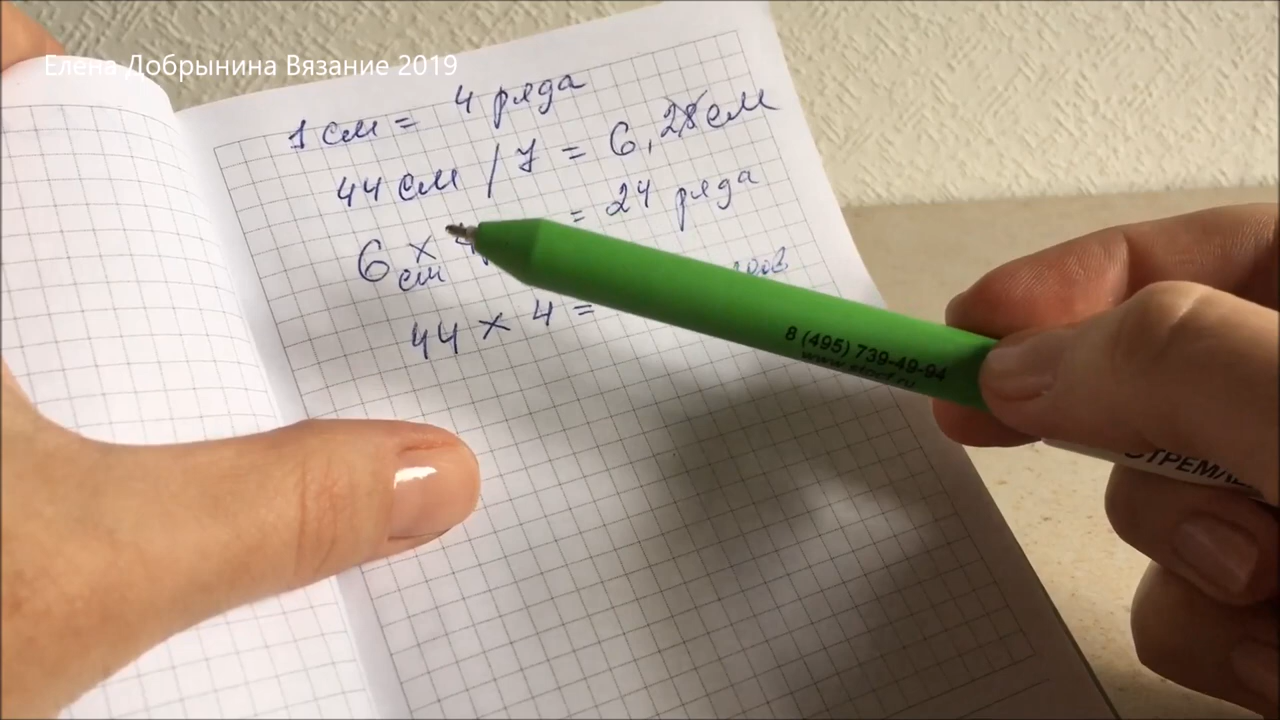 Елена Добрынина Вязание 2019
1 см = 4 ряда
44 см / 7 = 6,28 см
6 см × = 24 ряда
44 × 4 =
8 (495) 739-49-94